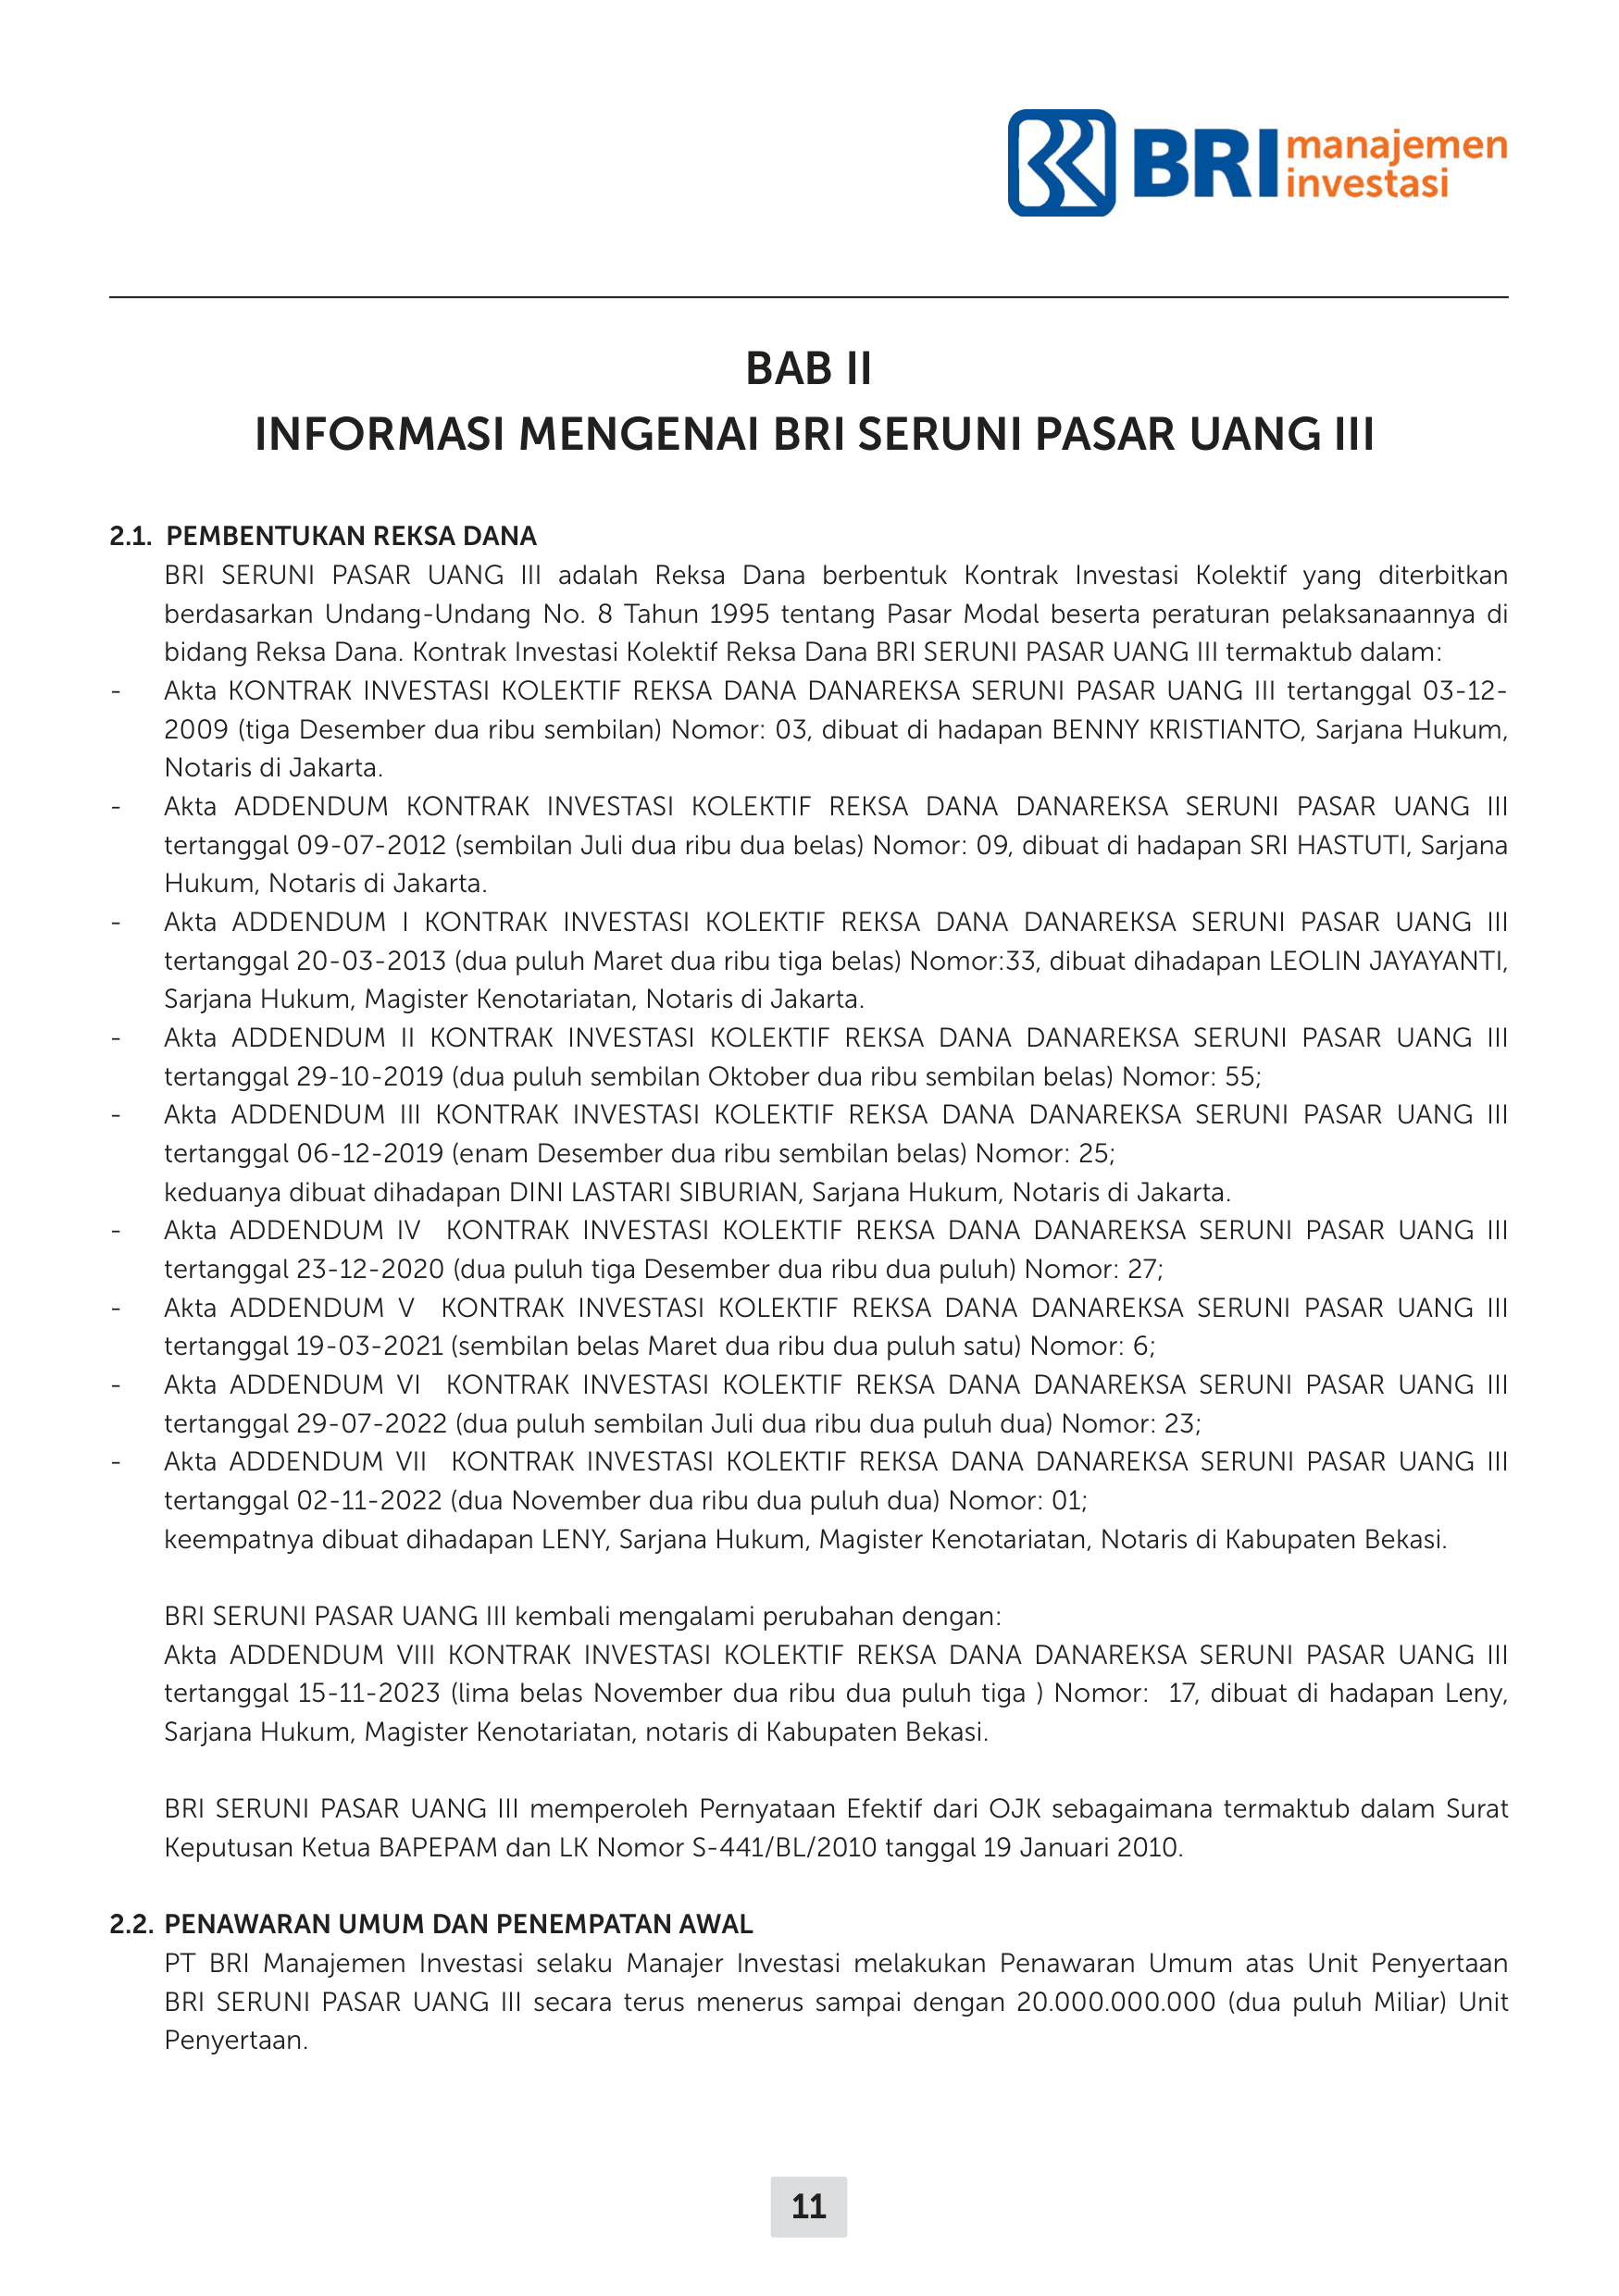 BRI manajemen
investasi
BAB II
INFORMASI MENGENAI BRI SERUNI PASAR UANG III
2.1. PEMBENTUKAN REKSA DANA
BRI SERUNI PASAR UANG III adalah Reksa Dana berbentuk Kontrak Investasi Kolektif yang diterbitkan
berdasarkan Undang-Undang No. 8 Tahun 1995 tentang Pasar Modal beserta peraturan pelaksanaannya di
bidang Reksa Dana. Kontrak Investasi Kolektif Reksa Dana BRI SERUNI PASAR UANG III termaktub dalam:
- Akta KONTRAK INVESTASI KOLEKTIF REKSA DANA DANAREKSA SERUNI PASAR UANG III tertanggal 03-12-
2009 (tiga Desember dua ribu sembilan) Nomor: 03, dibuat di hadapan BENNY KRISTIANTO, Sarjana Hukum,
Notaris di Jakarta.
- Akta ADDENDUM KONTRAK INVESTASI KOLEKTIF REKSA DANA DANAREKSA SERUNI PASAR UANG III
tertanggal 09-07-2012 (sembilan Juli dua ribu dua belas) Nomor: 09, dibuat di hadapan SRI HASTUTI, Sarjana
Hukum, Notaris di Jakarta.
- Akta ADDENDUM I KONTRAK INVESTASI KOLEKTIF REKSA DANA DANAREKSA SERUNI PASAR UANG III
tertanggal 20-03-2013 (dua puluh Maret dua ribu tiga belas) Nomor:33, dibuat dihadapan LEOLIN JAYAYANTI,
Sarjana Hukum, Magister Kenotariatan, Notaris di Jakarta.
- Akta ADDENDUM II KONTRAK INVESTASI KOLEKTIF REKSA DANA DANAREKSA SERUNI PASAR UANG III
tertanggal 29-10-2019 (dua puluh sembilan Oktober dua ribu sembilan belas) Nomor: 55;
- Akta ADDENDUM III KONTRAK INVESTASI KOLEKTIF REKSA DANA DANAREKSA SERUNI PASAR UANG III
tertanggal 06-12-2019 (enam Desember dua ribu sembilan belas) Nomor: 25;
keduanya dibuat dihadapan DINI LASTARI SIBURIAN, Sarjana Hukum, Notaris di Jakarta.
- Akta ADDENDUM IV KONTRAK INVESTASI KOLEKTIF REKSA DANA DANAREKSA SERUNI PASAR UANG III
tertanggal 23-12-2020 (dua puluh tiga Desember dua ribu dua puluh) Nomor: 27;
- Akta ADDENDUM V KONTRAK INVESTASI KOLEKTIF REKSA DANA DANAREKSA SERUNI PASAR UANG III
tertanggal 19-03-2021 (sembilan belas Maret dua ribu dua puluh satu) Nomor: 6;
- Akta ADDENDUM VI KONTRAK INVESTASI KOLEKTIF REKSA DANA DANAREKSA SERUNI PASAR UANG III
tertanggal 29-07-2022 (dua puluh sembilan Juli dua ribu dua puluh dua) Nomor: 23;
- Akta ADDENDUM VII KONTRAK INVESTASI KOLEKTIF REKSA DANA DANAREKSA SERUNI PASAR UANG III
tertanggal 02-11-2022 (dua November dua ribu dua puluh dua) Nomor: 01;
keempatnya dibuat dihadapan LENY, Sarjana Hukum, Magister Kenotariatan, Notaris di Kabupaten Bekasi.
BRI SERUNI PASAR UANG III kembali mengalami perubahan dengan:
Akta ADDENDUM VIII KONTRAK INVESTASI KOLEKTIF REKSA DANA DANAREKSA SERUNI PASAR UANG III
tertanggal 15-11-2023 (lima belas November dua ribu dua puluh tiga ) Nomor: 17, dibuat di hadapan Leny,
Sarjana Hukum, Magister Kenotariatan, notaris di Kabupaten Bekasi.
BRI SERUNI PASAR UANG III memperoleh Pernyataan Efektif dari OJK sebagaimana termaktub dalam Surat
Keputusan Ketua BAPEPAM dan LK Nomor S-441/BL/2010 tanggal 19 Januari 2010.
2.2. PENAWARAN UMUM DAN PENEMPATAN AWAL
PT BRI Manajemen Investasi selaku Manajer Investasi melakukan Penawaran Umum atas Unit Penyertaan
BRI SERUNI PASAR UANG III secara terus menerus sampai dengan 20.000.000.000 (dua puluh Miliar) Unit
Penyertaan.
11